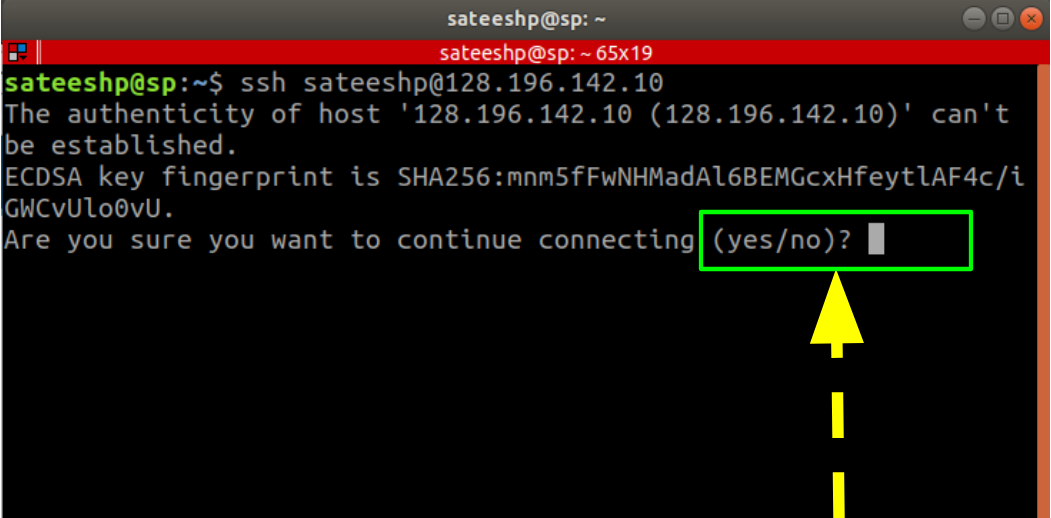 sateeshp@sp: ~
sateeshp@sp: ~ 65x19
sateeshp@sp:~$ ssh sateeshp@128.196.142.10
The authenticity of host '128.196.142.10 (128.196.142.10)' can't
be established.
ECDSA key fingerprint is SHA256:mnm5fFwNHMadAl6BEMGcxHfeytlAF4c/i
GWCvUlo0vU.
Are you sure you want to continue connecting (yes/no)?